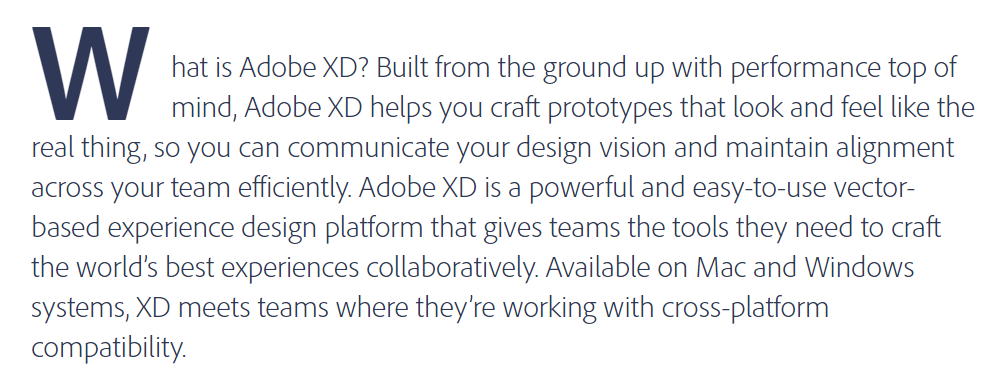 What is Adobe XD? Built from the ground up with performance top of
mind, Adobe XD helps you craft prototypes that look and feel like the
real thing, so you can communicate your design vision and maintain alignment
across your team efficiently. Adobe XD is a powerful and easy-to-use vector-
based experience design platform that gives teams the tools they need to craft
the world’s best experiences collaboratively. Available on Mac and Windows
systems, XD meets teams where they’re working with cross-platform
compatibility.